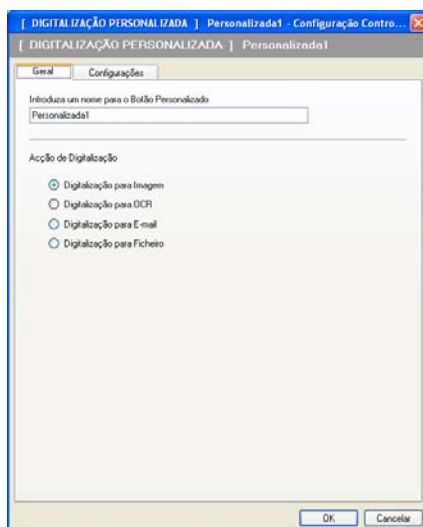 [ DIGITALIZAÇÃO PERSONALIZADA ] Personalizada1 - Configuração Contro...
[ DIGITALIZAÇÃO PERSONALIZADA ] Personalizada1
Geral Configurações
Introduza um nome para o Botão Personalizado
Personalizada1
Acção de Digitalização
Digitalização para Imagem
Digitalização para OCR
Digitalização para E-mail
Digitalização para Ficheiro
OK Cancelar